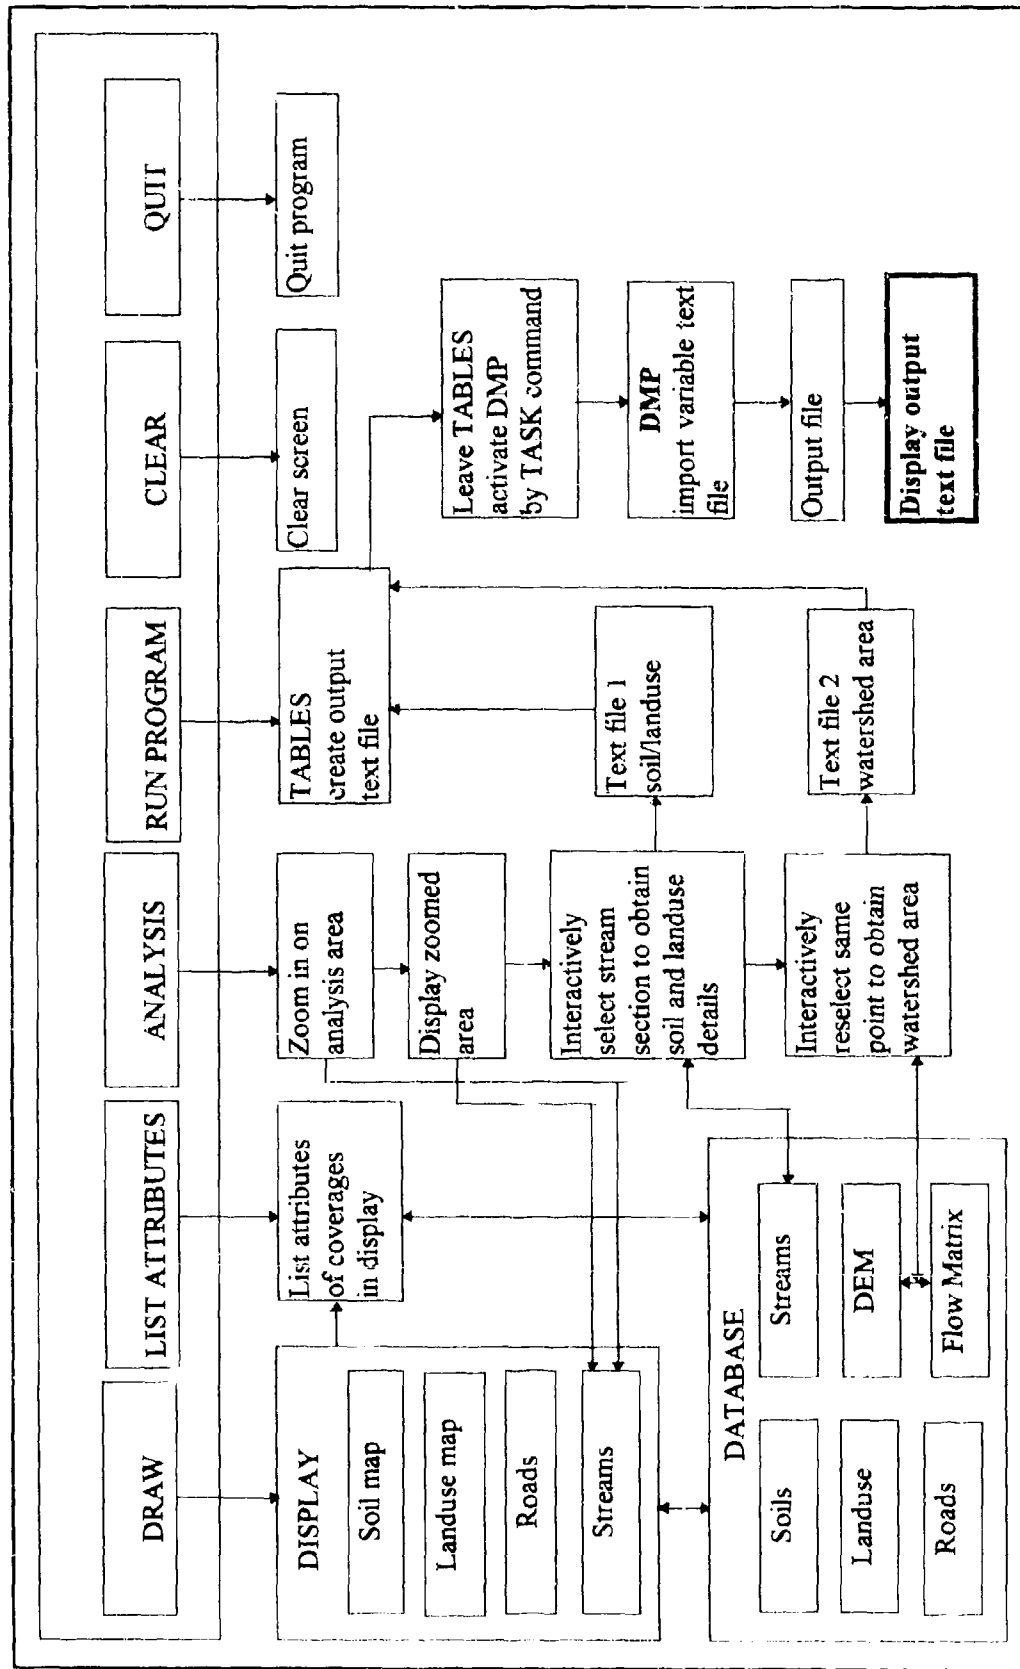 DRAW
LIST ATTRIBUTES
ANALYSIS
RUN PROGRAM
CLEAR
QUIT
DISPLAY
Soil map
Landuse map
Roads
Streams
List attributes
of coverages
in display
Zoom in on
analysis area
Display zoomed
area
Interactively
select stream
section to obtain
soil and landuse
details
Interactively
reselect same
point to obtain
watershed area
TABLES
create output
text file
Text file 1
soil/landuse
Text file 2
watershed area
Clear screen
Quit program
Leave TABLES
activate DMP
by TASK command
DMP
import variable text
file
Output file
Display output
text file
DATABASE
Soils
Landuse
Roads
Streams
DEM
Flow Matrix